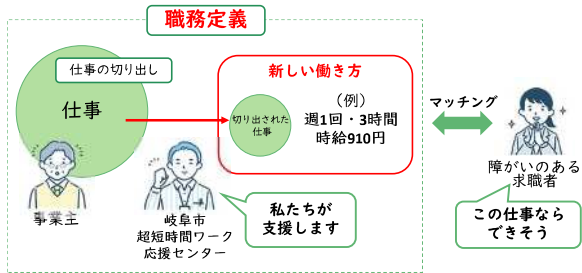 職務定義
仕事の切り出し
仕事
事業主
新しい働き方
切り出された
仕事
（例）
週1回・3時間
時給910円
岐阜市
超短時間ワーク
応援センター
私たちが
支援します
マッチング
障がいのある
求職者
この仕事なら
できそう